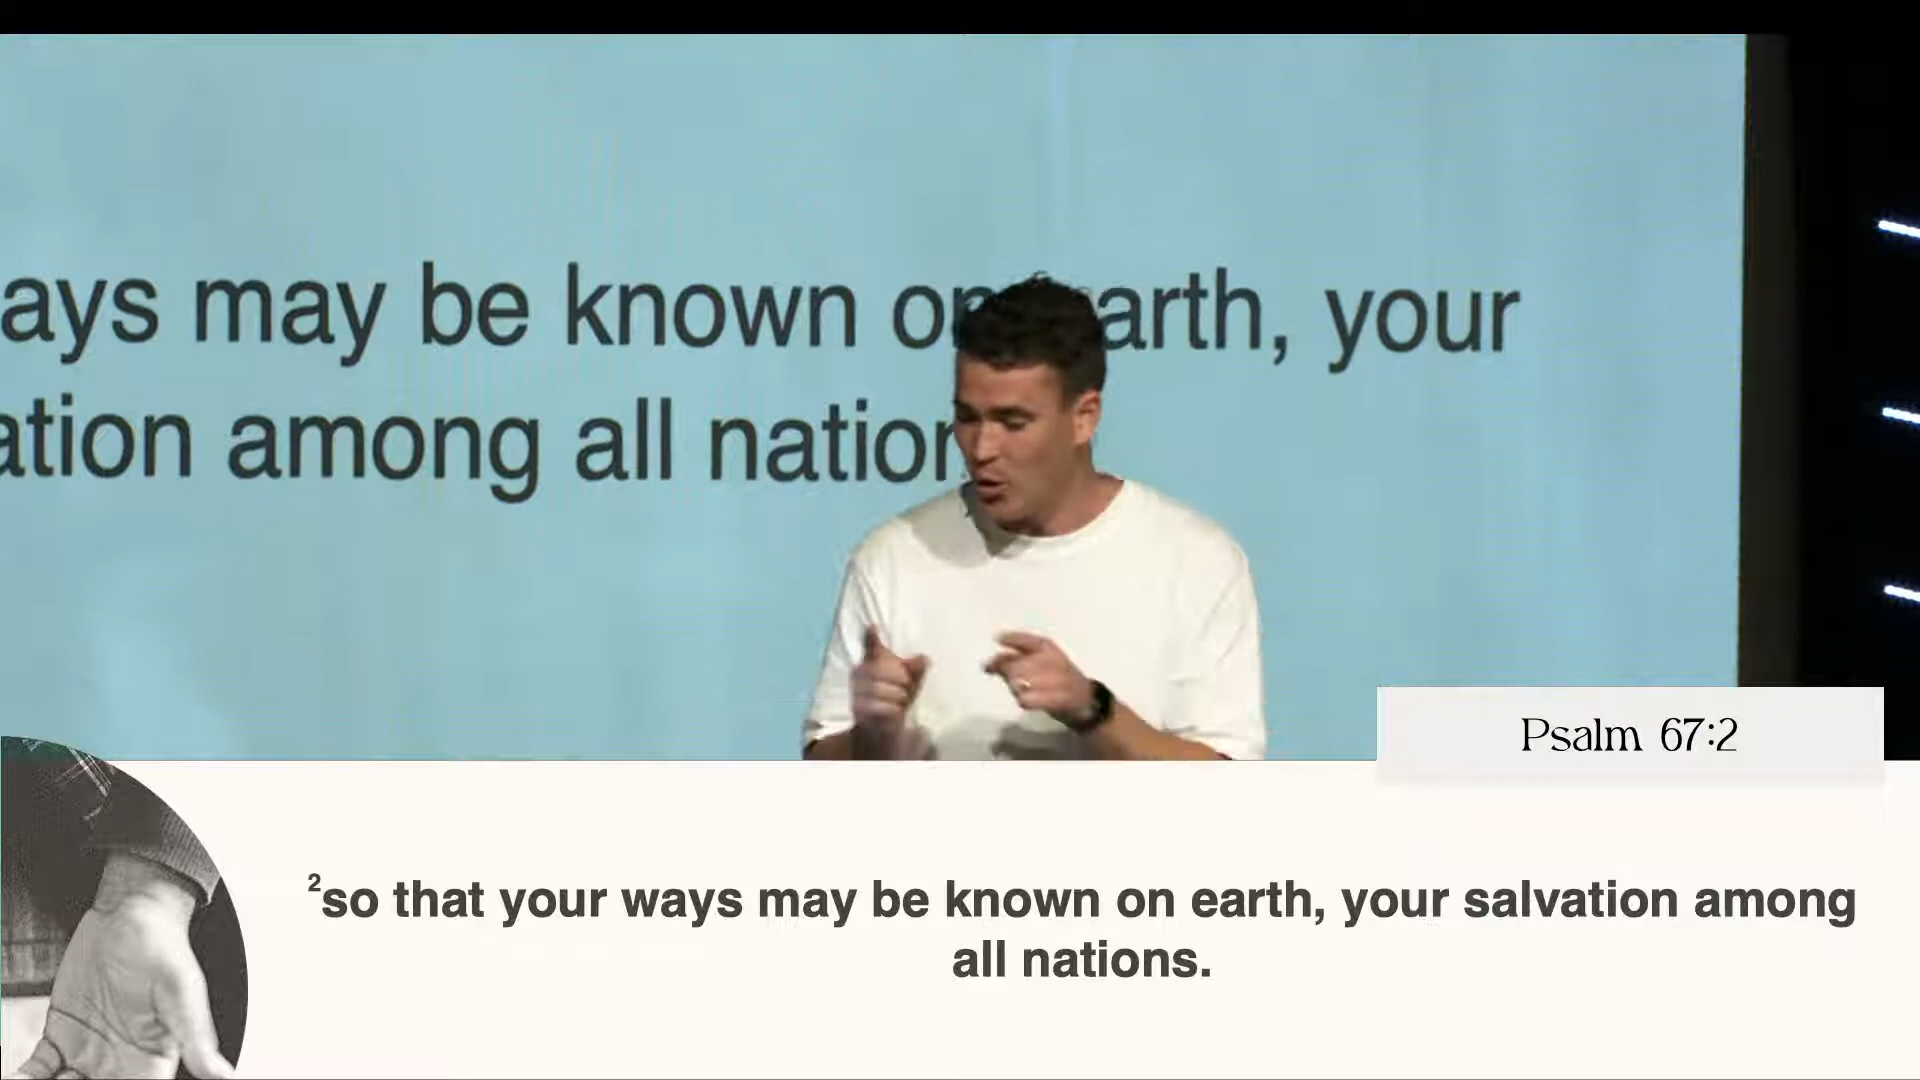 ays may be known on earth, your
ation among all nation
Psalm 67:2
²so that your ways may be known on earth, your salvation among
all nations.